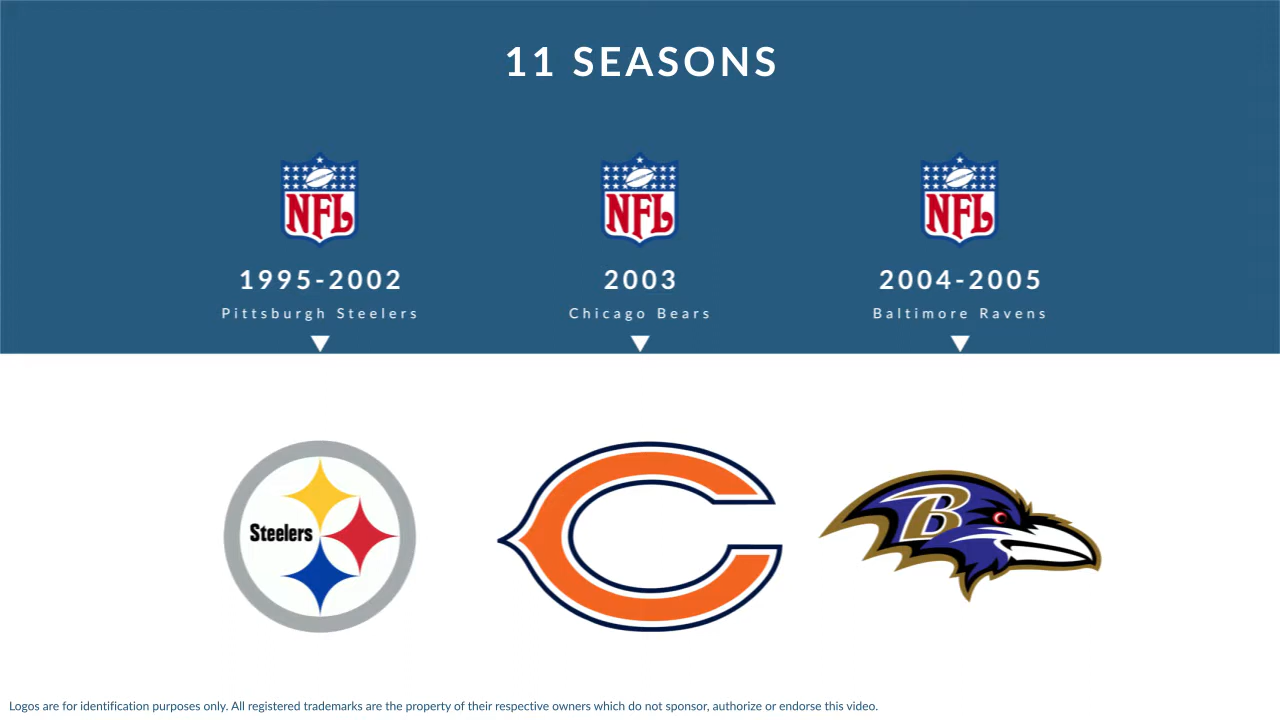 11 SEASONS
NFL NFL NFL
1995-2002 2003 2004-2005
Pittsburgh Steelers Chicago Bears Baltimore Ravens
Steelers
B
Logos are for identification purposes only. All registered trademarks are the property of their respective owners which do not sponsor, authorize or endorse this video.